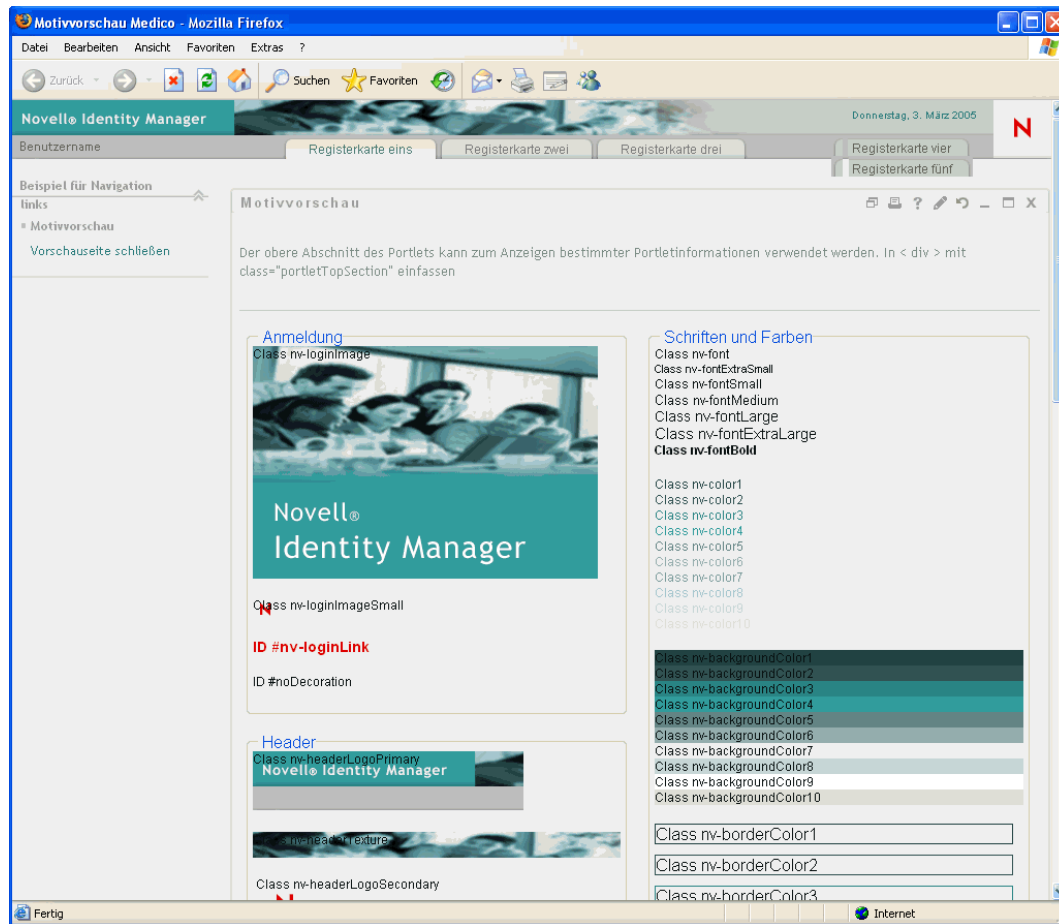 Motivvorschau Medico - Mozilla Firefox
Datei Bearbeiten Ansicht Favoriten Extras ?
Zurück Suchen Favoriten
Novell® Identity Manager
Donnerstag, 3. März 2005
N
Benutzername
Registerkarte eins Registerkarte zwei Registerkarte drei Registerkarte vier
Registerkarte fünf
Beispiel für Navigation
links
Motivvorschau
Vorschauseite schließen
Motivvorschau
Der obere Abschnitt des Portlets kann zum Anzeigen bestimmter Portletinformationen verwendet werden. In < div > mit
class="portletTopSection" einfassen
Anmeldung
Class nv-loginImage
Novell®
Identity Manager
Class nv-loginImageSmall
ID #nv-loginLink
ID #noDecoration
Header
Class nv-headerLogoPrimary
Novell® Identity Manager
Class nv-headerTexture
Class nv-headerLogoSecondary
Schriften und Farben
Class nv-font
Class nv-fontExtraSmall
Class nv-fontSmall
Class nv-fontMedium
Class nv-fontLarge
Class nv-fontExtraLarge
Class nv-fontBold
Class nv-color1
Class nv-color2
Class nv-color3
Class nv-color4
Class nv-color5
Class nv-color6
Class nv-color7
Class nv-color8
Class nv-color9
Class nv-color10
Class nv-backgroundColor1
Class nv-backgroundColor2
Class nv-backgroundColor3
Class nv-backgroundColor4
Class nv-backgroundColor5
Class nv-backgroundColor6
Class nv-backgroundColor7
Class nv-backgroundColor8
Class nv-backgroundColor9
Class nv-backgroundColor10
Class nv-borderColor1
Class nv-borderColor2
Class nv-borderColor3
Fertig
Internet